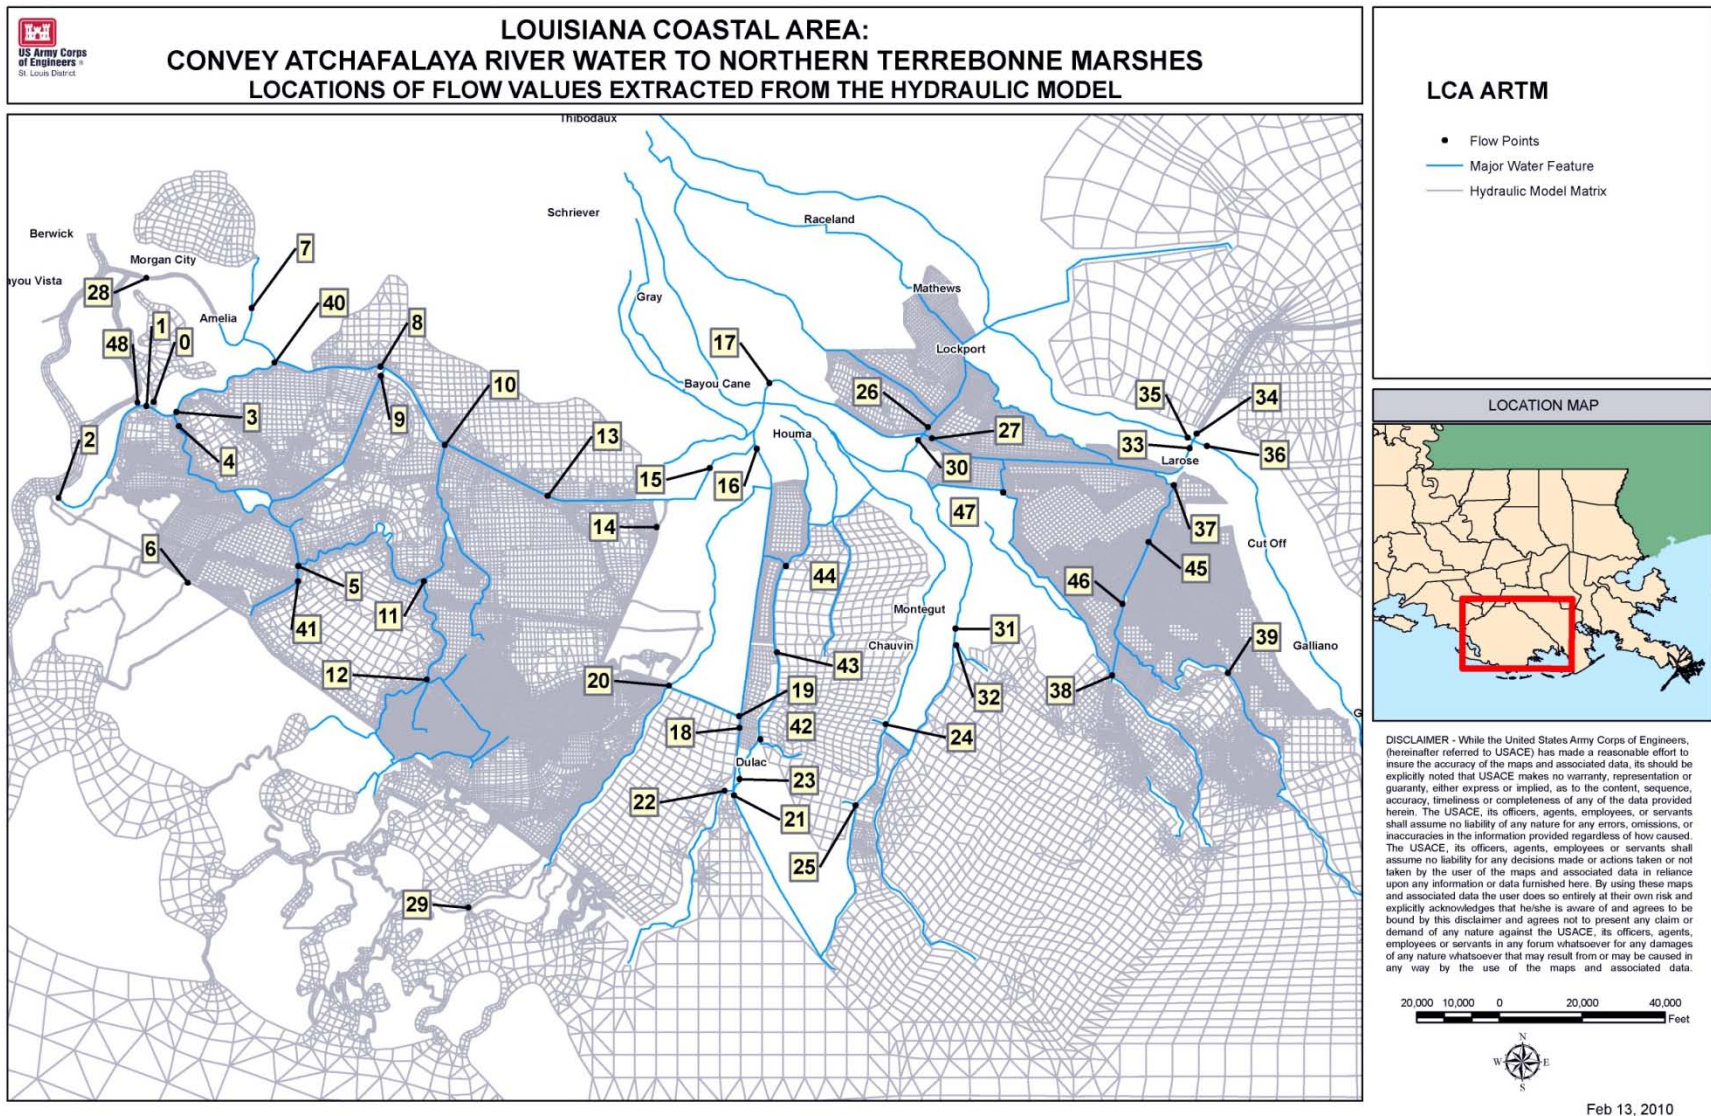 US Army Corps
of Engineers ®
St. Louis District
LOUISIANA COASTAL AREA:
CONVEY ATCHAFALAYA RIVER WATER TO NORTHERN TERREBONNE MARSHES
LOCATIONS OF FLOW VALUES EXTRACTED FROM THE HYDRAULIC MODEL
LCA ARTM
Flow Points
Major Water Feature
Hydraulic Model Matrix
Thibodaux
Schriever
Raceland
Berwick
Morgan City
7
ayou Vista
28
Gray
Mathews
Amelia
40
48
1
0
8
17
Lockport
Bayou Cane
10
26
35
34
3
9
2
4
13
Houma
27
33
36
15
16
30
Larose
14
47
37
6
Cut Off
5
44
46
45
11
41
Montegut
31
39
Chauvin
43
Galliano
12
20
19
32
38
18
42
24
G
Dulac
23
22
21
25
29
LOCATION MAP
DISCLAIMER - While the United States Army Corps of Engineers,
(hereinafter referred to USACE) has made a reasonable effort to
insure the accuracy of the maps and associated data, its should be
explicitly noted that USACE makes no warranty, representation or
guaranty, either express or implied, as to the content, sequence,
accuracy, timeliness or completeness of any of the data provided
herein. The USACE, its officers, agents, employees, or servants
shall assume no liability of any nature for any errors, omissions, or
inaccuracies in the information provided regardless of how caused.
The USACE, its officers, agents, employees or servants shall
assume no liability for any decisions made or actions taken or not
taken by the user of the maps and associated data in reliance
upon any information or data furnished here. By using these maps
and associated data the user does so entirely at their own risk and
explicitly acknowledges that he/she is aware of and agrees to be
bound by this disclaimer and agrees not to present any claim or
demand of any nature against the USACE, its officers, agents,
employees or servants in any forum whatsoever for any damages
of any nature whatsoever that may result from or may be caused in
any way by the use of the maps and associated data.
20,000 10,000 0 20,000 40,000
Feet
N
W E
S
Feb 13, 2010